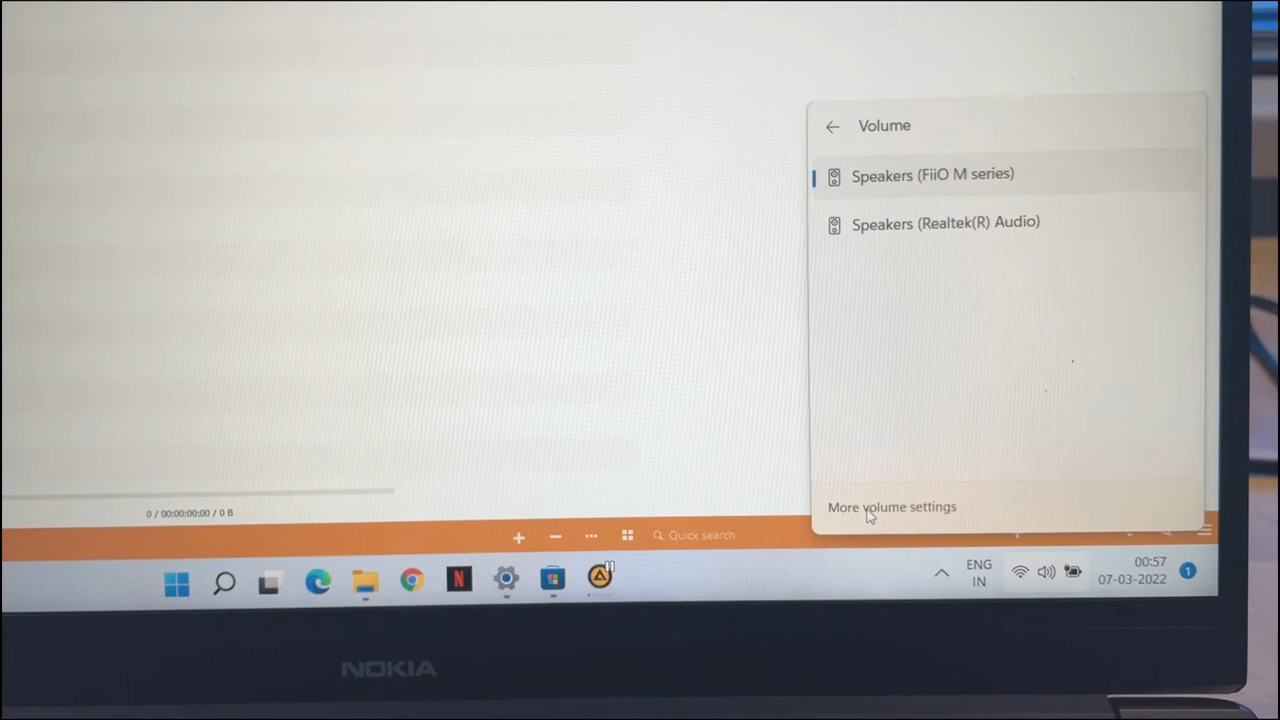 Volume
Speakers (FiiO M series)
Speakers (Realtek(R) Audio)
More volume settings
0 / 00:00:00:00 / 0 B
Quick search
N
ENG
IN
00:57
07-03-2022
1
NOKIA